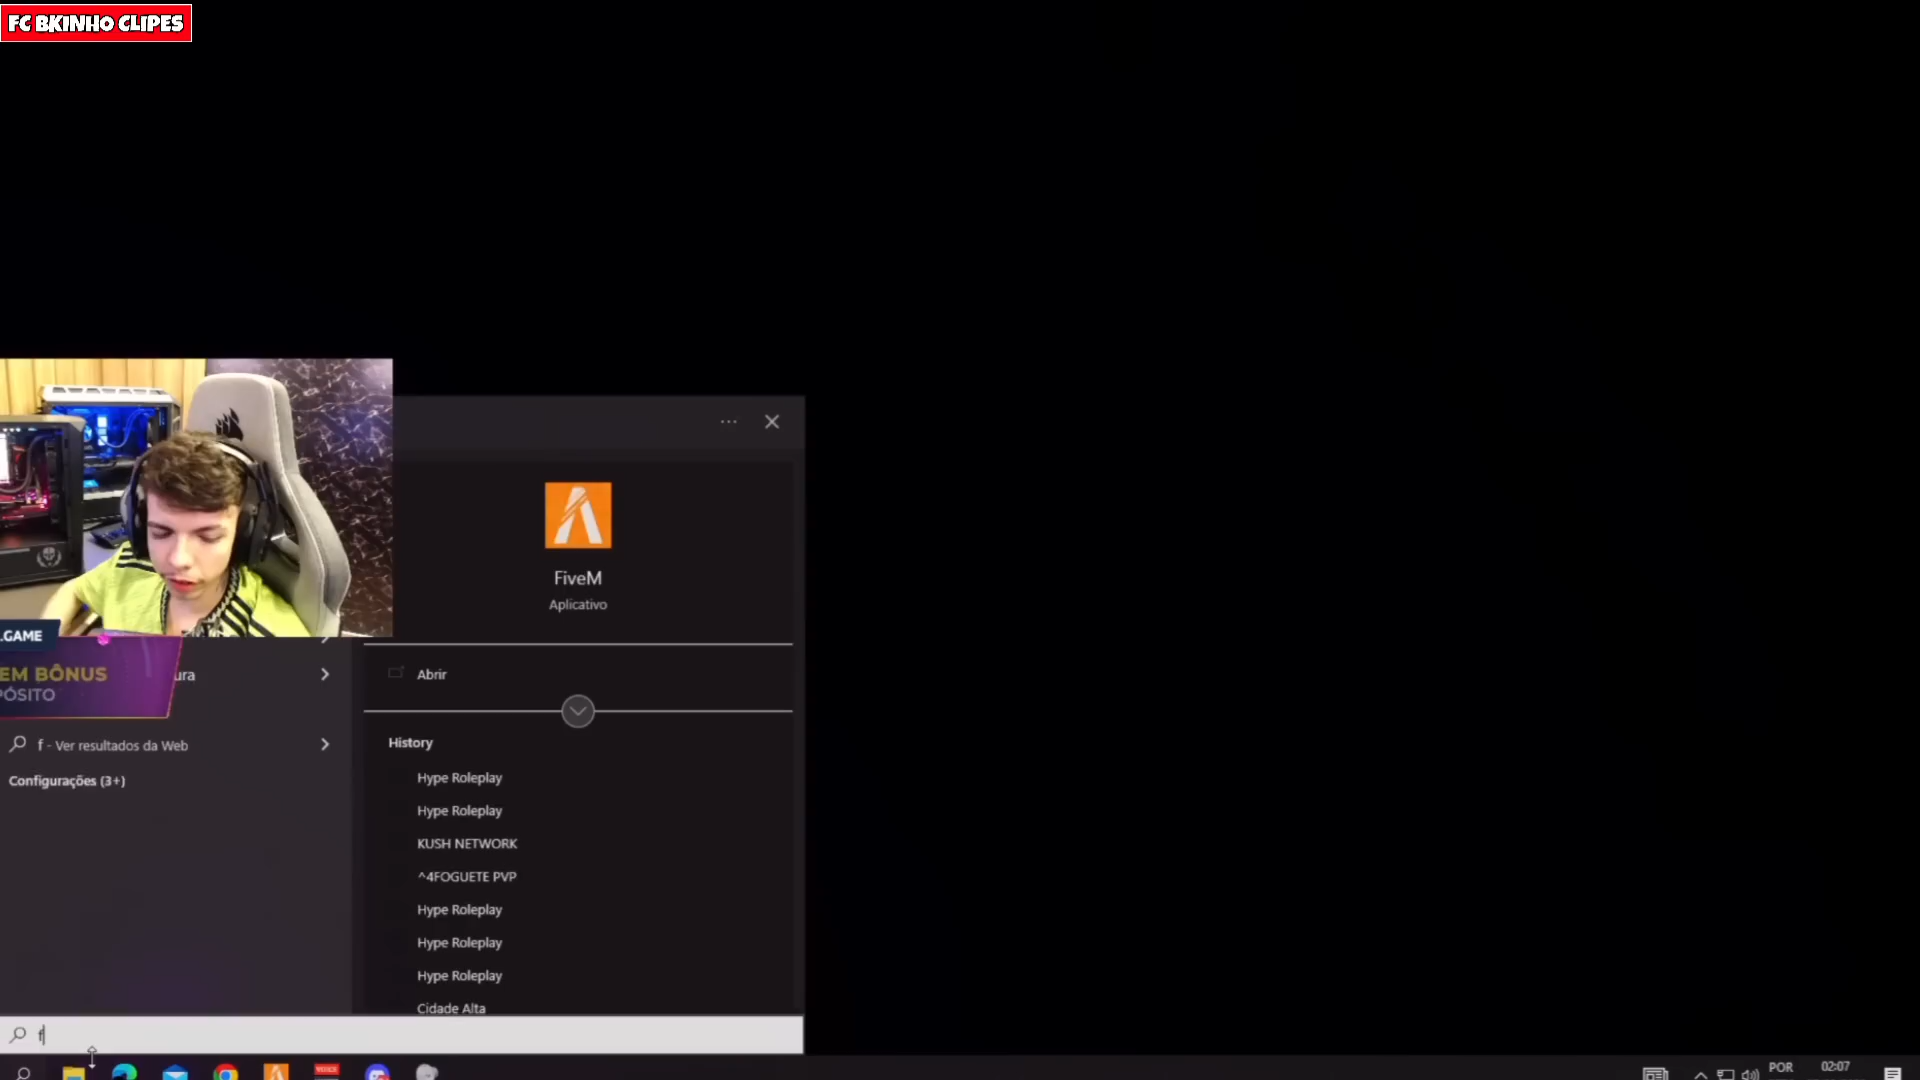 FC BKINHO CLIPES
FiveM
Aplicativo
.GAME
EM BÔNUS
PÓSITO
ura
Abrir
f - Ver resultados da Web
Configurações (3+)
History
Hype Roleplay
Hype Roleplay
KUSH NETWORK
^4FOGUETE PVP
Hype Roleplay
Hype Roleplay
Hype Roleplay
Cidade Alta
f
POR
02:07